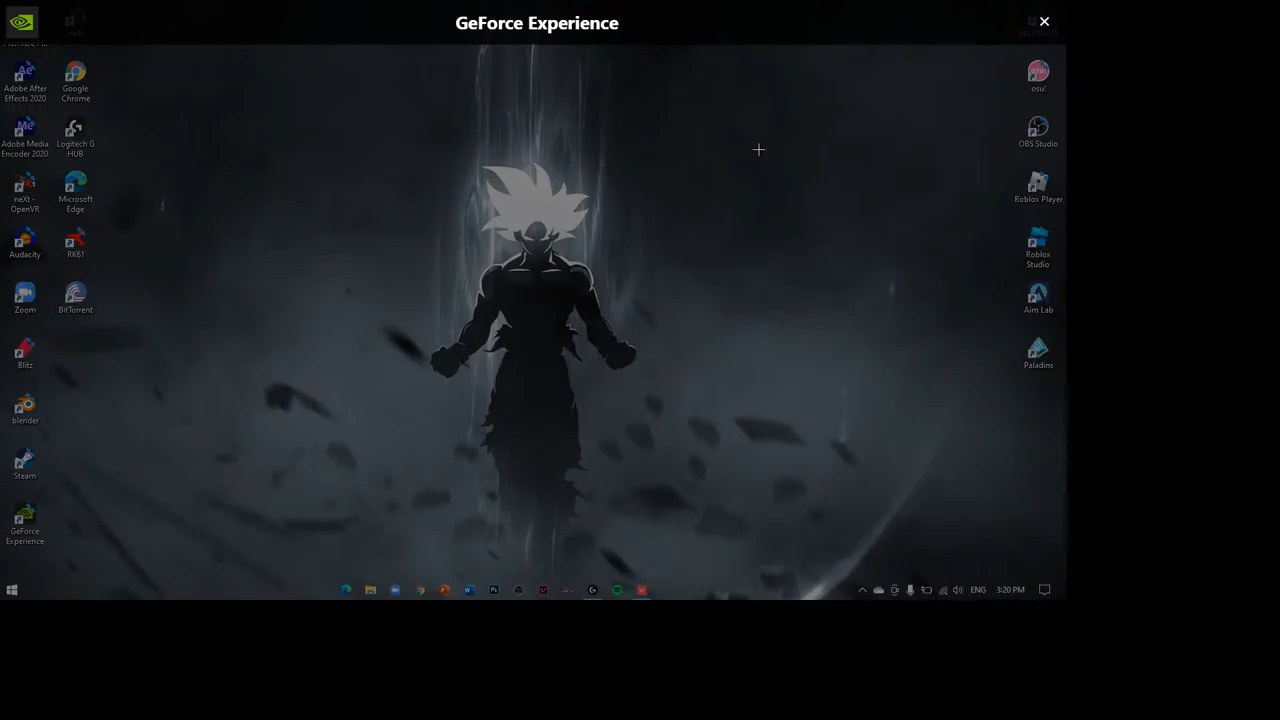 GeForce Experience
Adobe After
Effects 2020
Google
Chrome
Adobe Media
Encoder 2020
Logitech G
HUB
neXt -
OpenVR
Microsoft
Edge
Audacity
RK61
Zoom
BitTorrent
Blitz
blender
Steam
GeForce
Experience
osu!
OBS Studio
Roblox Player
Roblox
Studio
Aim Lab
Paladins
ENG
3:20 PM